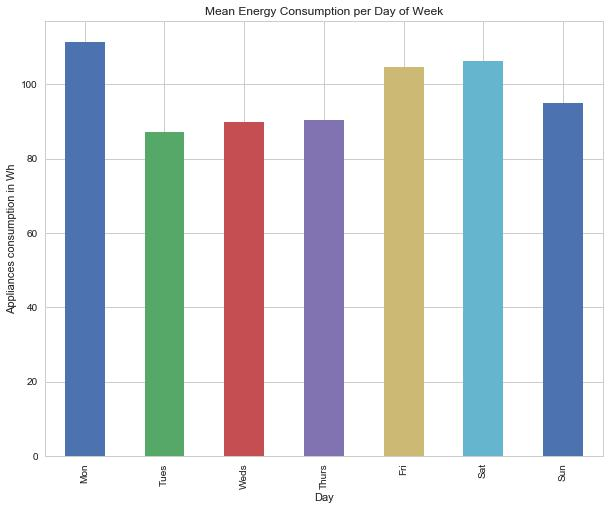 Mean Energy Consumption per Day of Week
Appliances consumption in Wh
100
80
60
40
20
0
Mon
Tues
Weds
Thurs
Fri
Sat
Sun
Day